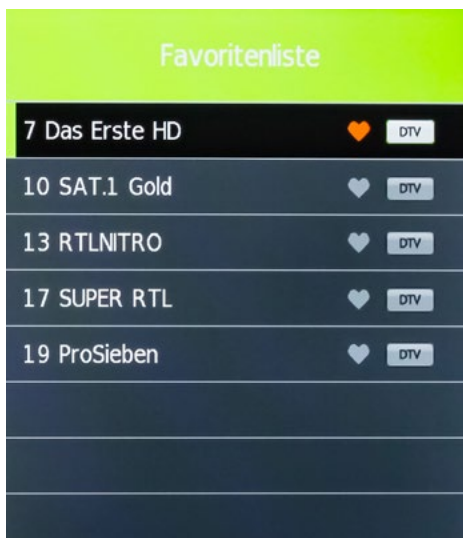 Favoritenliste
7 Das Erste HD DTV
10 SAT.1 Gold DTV
13 RTLNITRO DTV
17 SUPER RTL DTV
19 ProSieben DTV